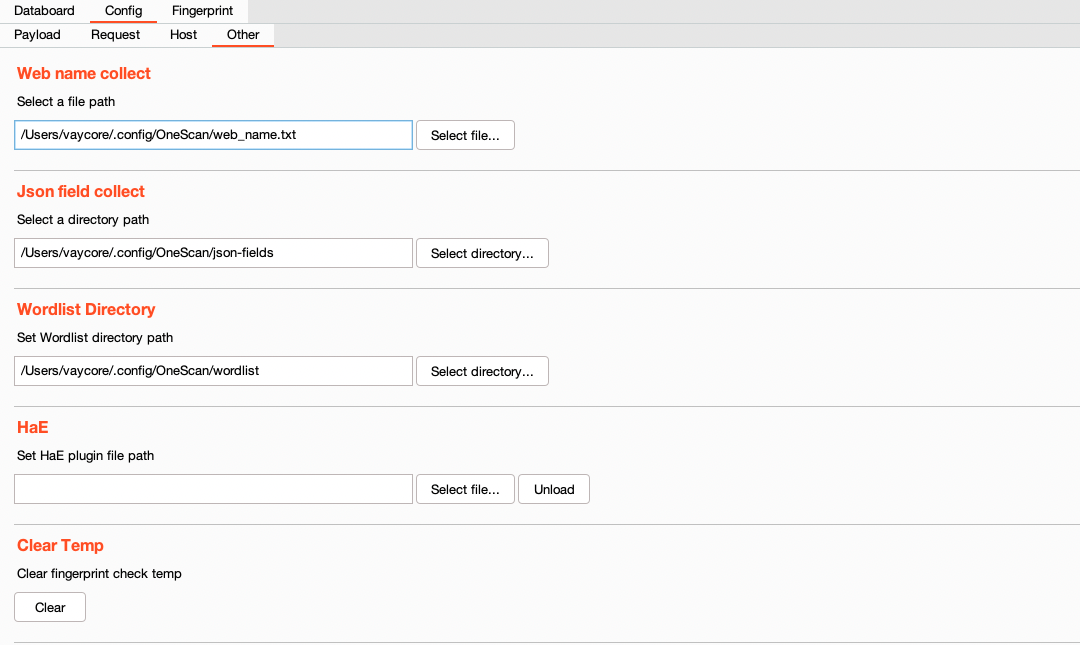 Databoard Config Fingerprint
Payload Request Host Other
Web name collect
Select a file path
/Users/vaycore/.config/OneScan/web_name.txt Select file...
Json field collect
Select a directory path
/Users/vaycore/.config/OneScan/json-fields Select directory...
Wordlist Directory
Set Wordlist directory path
/Users/vaycore/.config/OneScan/wordlist Select directory...
HaE
Set HaE plugin file path
Select file... Unload
Clear Temp
Clear fingerprint check temp
Clear